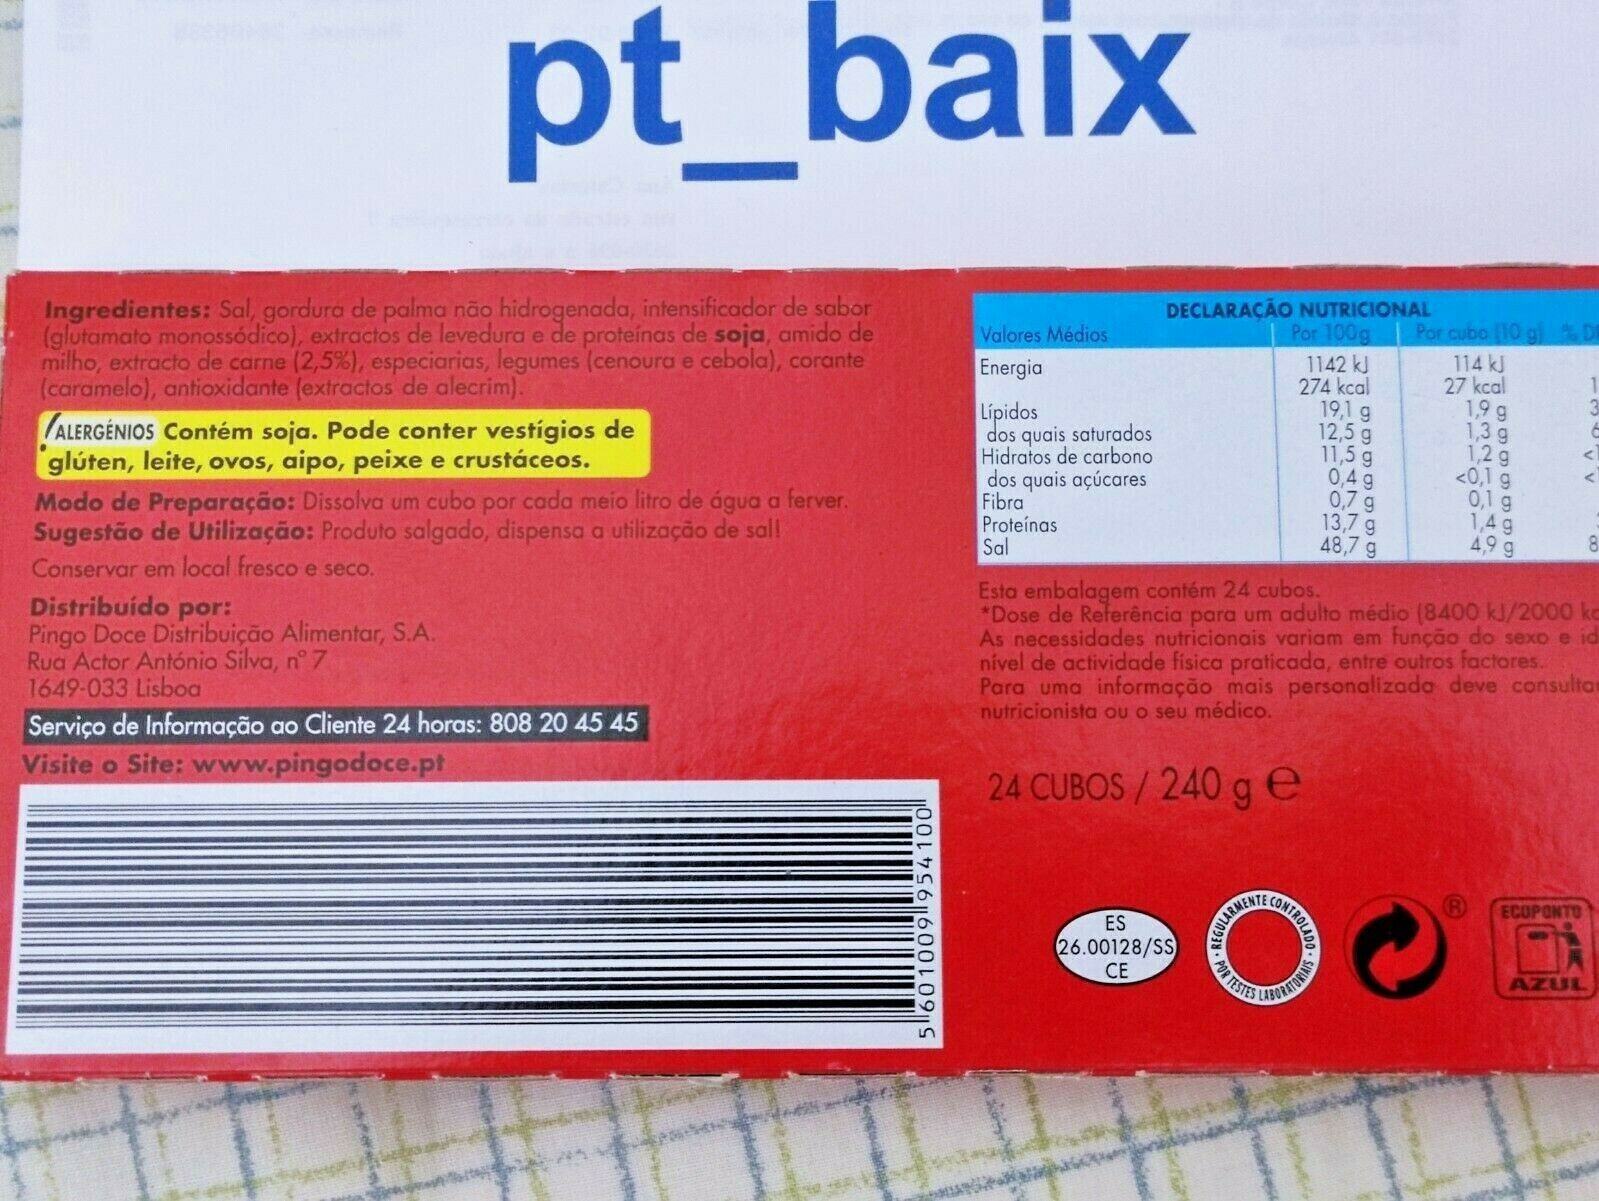 pt_baix
Ingredientes: Sal, gordura de palma não hidrogenada, intensificador de sabor
(glutamato monossódico), extractos de levedura e de proteínas de soja, amido de
milho, extracto de carne (2,5%), especiarias, legumes (cenoura e cebola), corante
(caramelo), antioxidante (extractos de alecrim).
ALERGÉNIOS Contém soja. Pode conter vestígios de
glúten, leite, ovos, aipo, peixe e crustáceos.
Modo de Preparação: Dissolva um cubo por cada meio litro de água a ferver.
Sugestão de Utilização: Produto salgado, dispensa a utilização de sal!
Conservar em local fresco e seco.
Distribuído por:
Pingo Doce Distribuição Alimentar, S.A.
Rua Actor António Silva, nº 7
1649-033 Lisboa
Serviço de Informação ao Cliente 24 horas: 808 20 45 45
Visite o Site: www.pingodoce.pt
5 601009 954100
DECLARAÇÃO NUTRICIONAL
Valores Médios Por 100g Por cubo (10 g) % D
Energia 1142 kJ 114 kJ
274 kcal 27 kcal 1
Lípidos 19,1 g 1,9 g 3
dos quais saturados 12,5 g 1,3 g 6
Hidratos de carbono 11,5 g 1,2 g <1
dos quais açúcares 0,4 g <0,1 g <
Fibra 0,7 g 0,1 g
Proteínas 13,7 g 1,4 g
Sal 48,7 g 4,9 g 8
Esta embalagem contém 24 cubos.
*Dose de Referência para um adulto médio (8400 kJ/2000 kc
As necessidades nutricionais variam em função do sexo e id
nível de actividade física praticada, entre outros factores.
Para uma informação mais personalizada deve consultar
nutricionista ou o seu médico.
24 CUBOS / 240 g e
ES
26.00128/SS
CE
REGULARMENTE CONTROLADO
POR TESTES LABORATORIAIS
®
ECOPONTO
AZUL